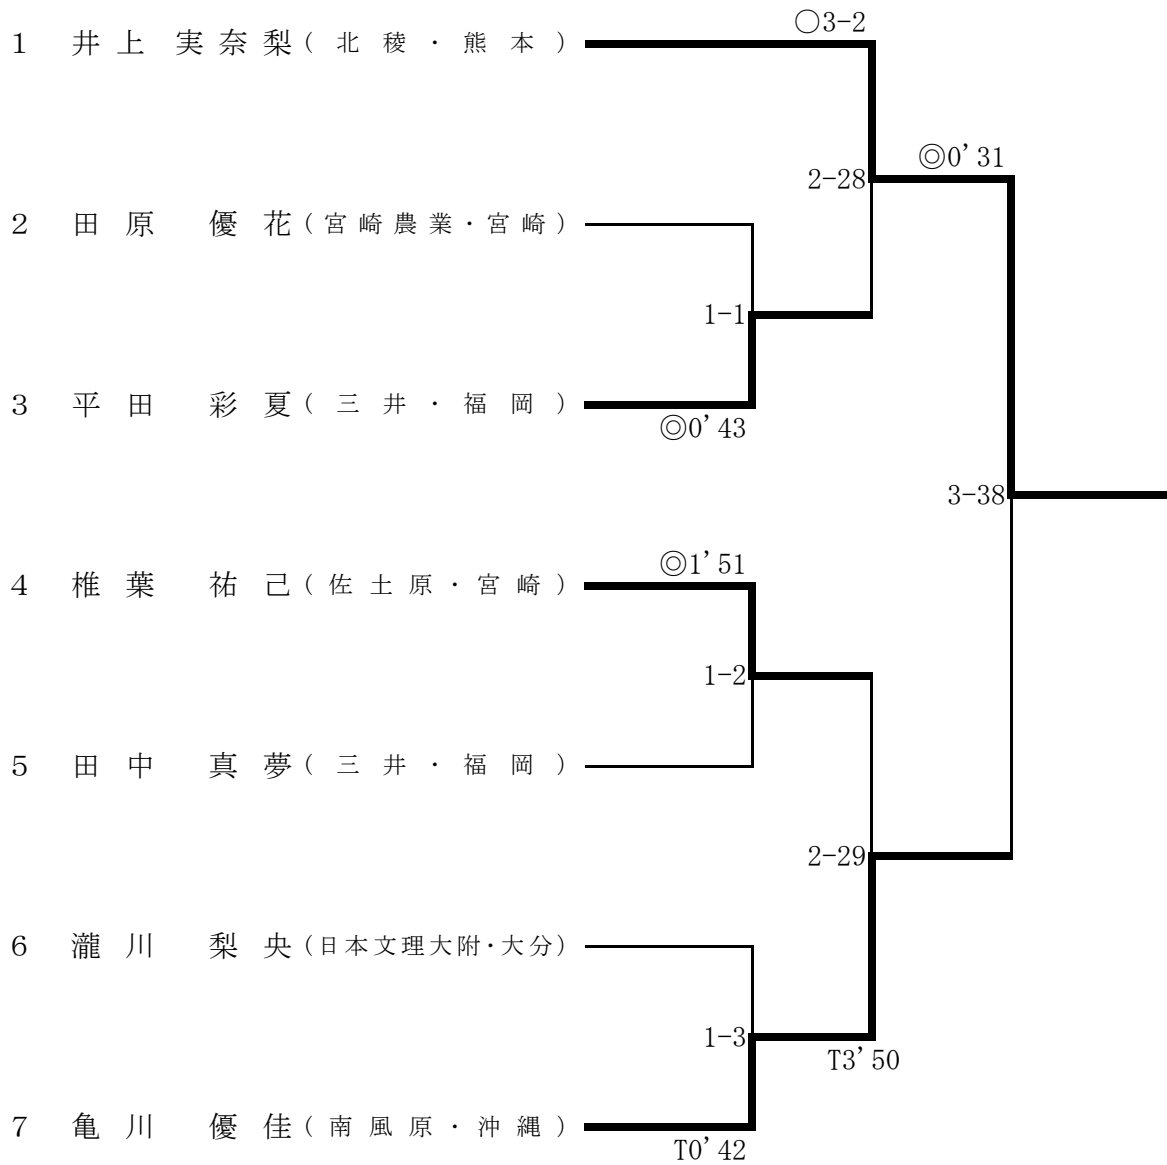 ○3-2
1 井上 実奈梨(北稜・熊本)
◎0'31
2-28
2 田原 優花(宮崎農業・宮崎)
1-1
3 平田 彩夏(三井・福岡)
◎0'43
3-38
◎1'51
4 椎葉 祐己(佐土原・宮崎)
1-2
5 田中 真夢(三井・福岡)
2-29
6 瀧川 梨央(日本文理大附・大分)
1-3
T3'50
7 亀川 優佳(南風原・沖縄)
T0'42